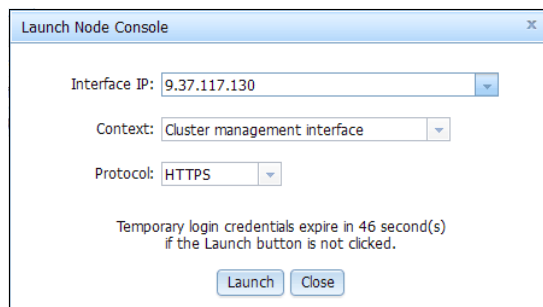 Launch Node Console x
Interface IP: 9.37.117.130
Context: Cluster management interface
Protocol: HTTPS
Temporary login credentials expire in 46 second(s)
if the Launch button is not clicked.
Launch Close